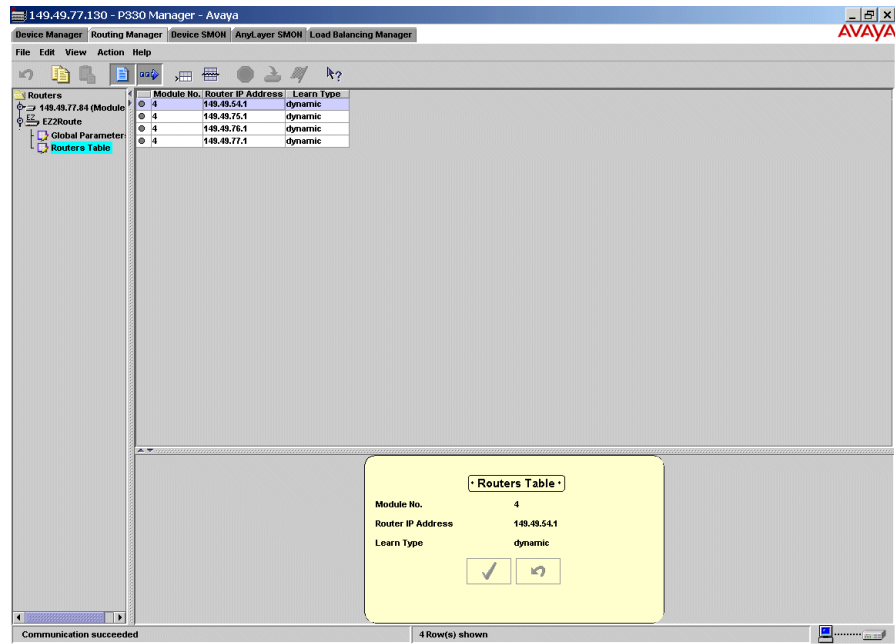 149.49.77.130 - P330 Manager - Avaya
Device Manager Routing Manager Device SMON AnyLayer SMON Load Balancing Manager
AVAYA
File Edit View Action Help
Routers
149.49.77.84 (Module
EZ2Route
Global Parameter
Routers Table
Module No. Router IP Address Learn Type
4 149.49.54.1 dynamic
4 149.49.75.1 dynamic
4 149.49.76.1 dynamic
4 149.49.77.1 dynamic
Routers Table
Module No. 4
Router IP Address 149.49.54.1
Learn Type dynamic
Communication succeeded 4 Row(s) shown